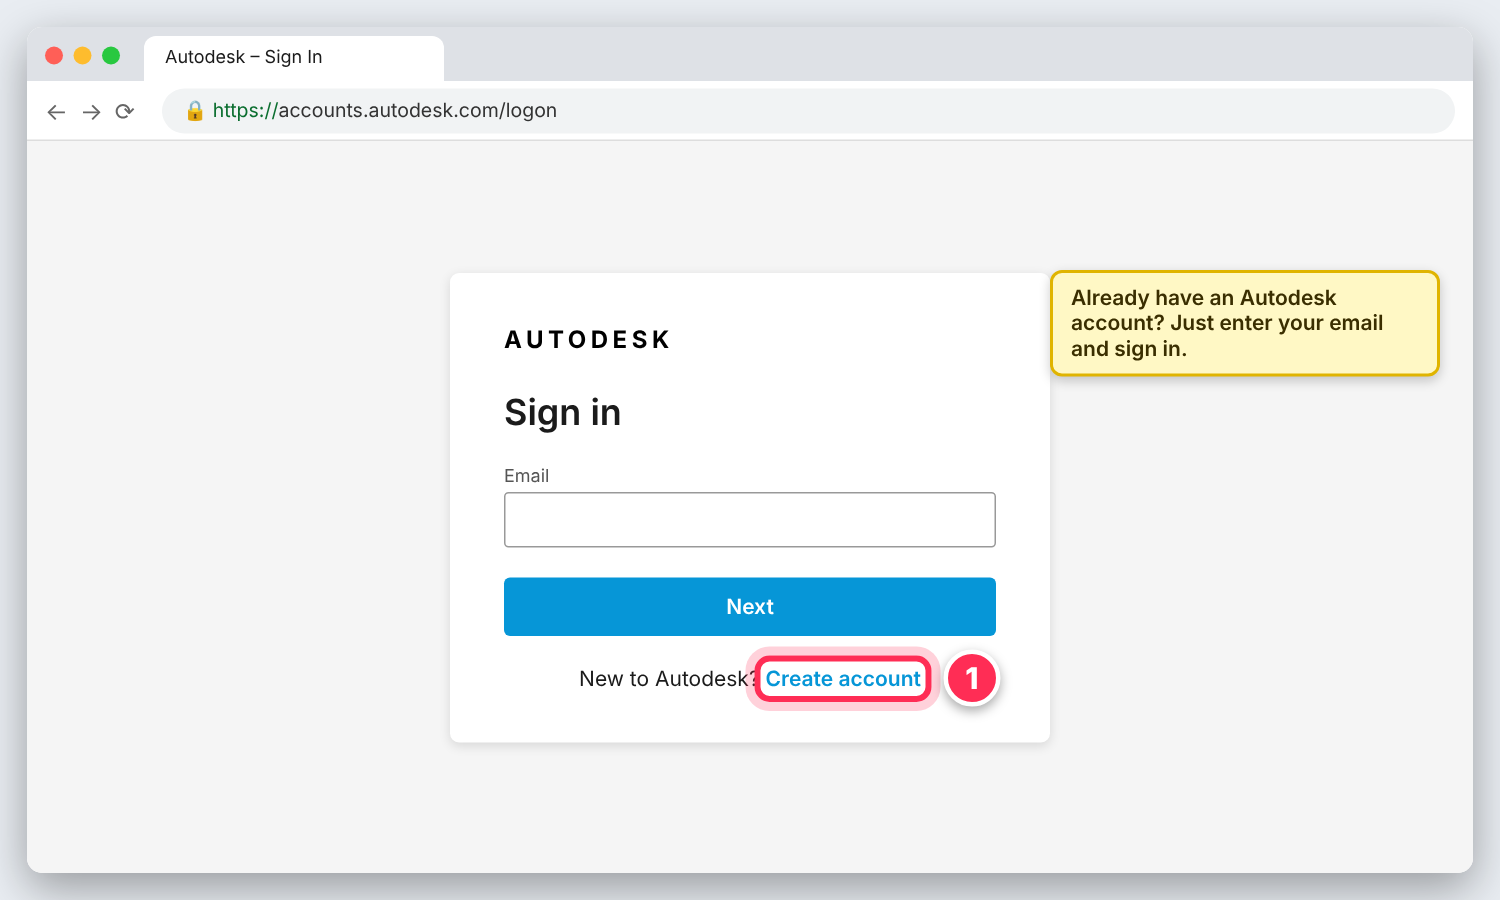 Autodesk – Sign In
https://accounts.autodesk.com/logon
AUTODESK
Sign in
Email
Next
New to Autodesk? Create account
1
Already have an Autodesk
account? Just enter your email
and sign in.